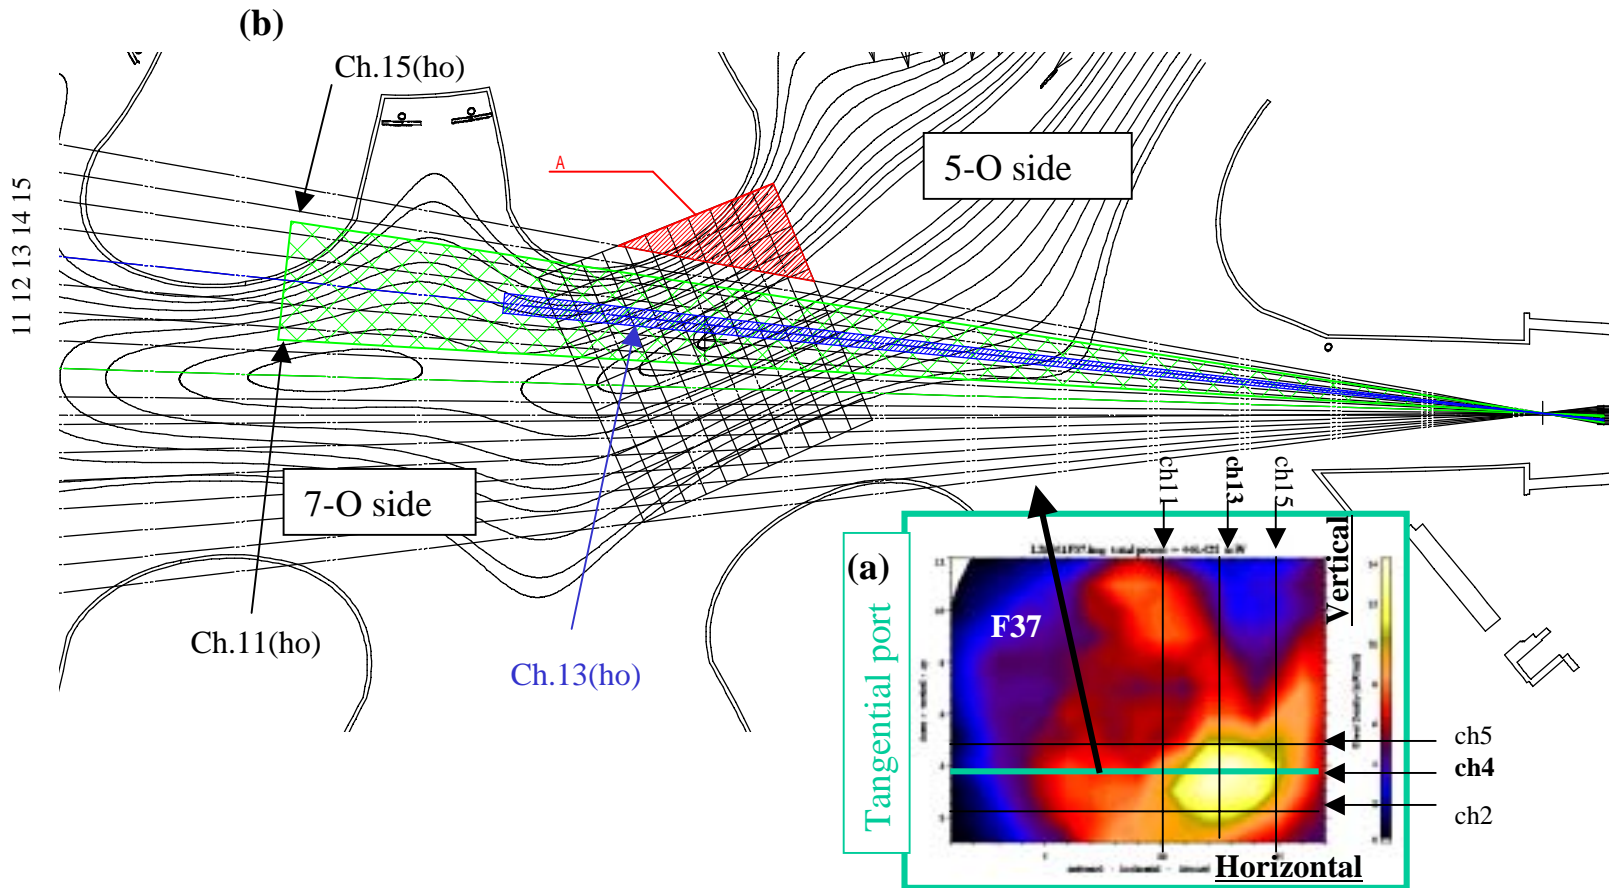 (b)
Ch.15(ho)
A
5-O side
11 12 13 14 15
7-O side
Ch.11(ho)
Ch.13(ho)
ch11
ch13
ch15
(a)
Tangential port
F37
Vertical
ch5
ch4
ch2
Horizontal